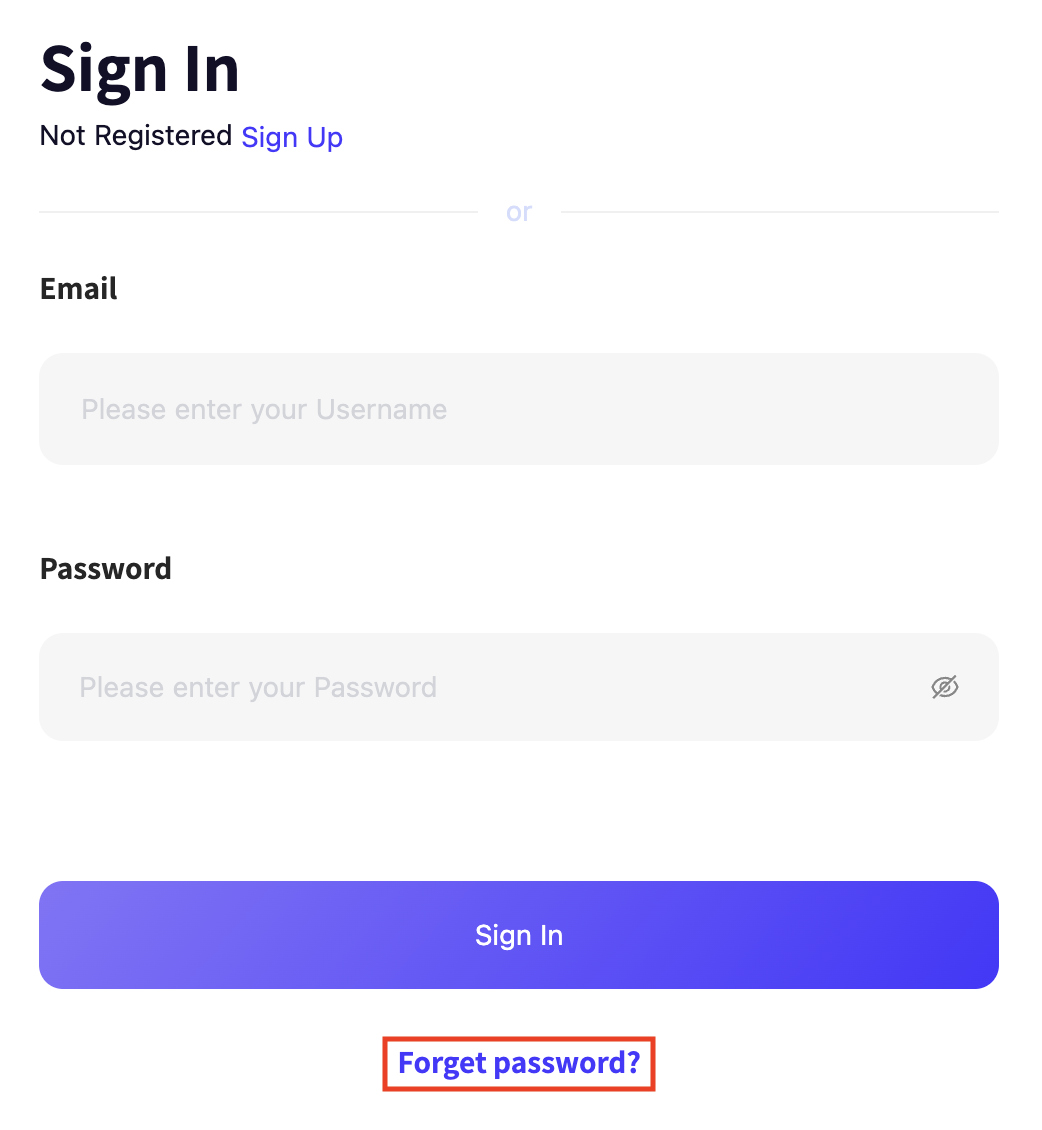 Sign In
Not Registered Sign Up
or
Email
Please enter your Username
Password
Please enter your Password
Sign In
Forget password?